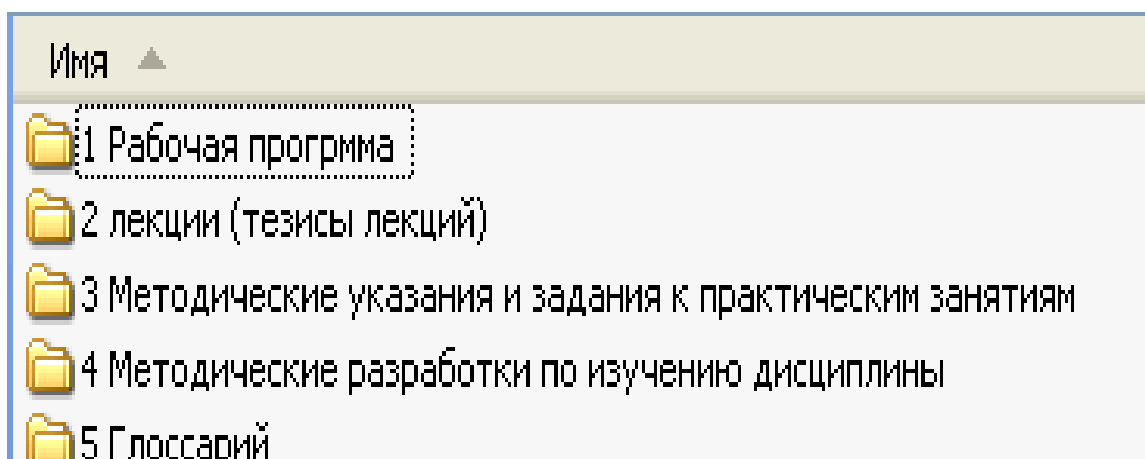 Имя
1 Рабочая прогрмма
2 лекции (тезисы лекций)
3 Методические указания и задания к практическим занятиям
4 Методические разработки по изучению дисциплины
5 Глоссарий